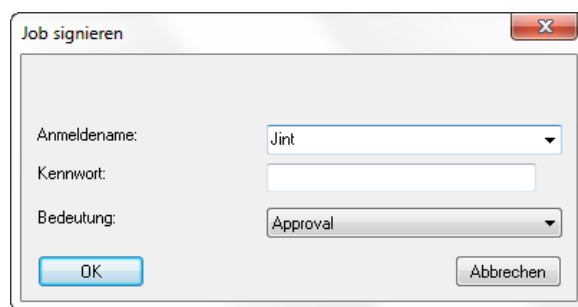 Job signieren
Anmeldename: Jint
Kennwort:
Bedeutung: Approval
OK Abbrechen